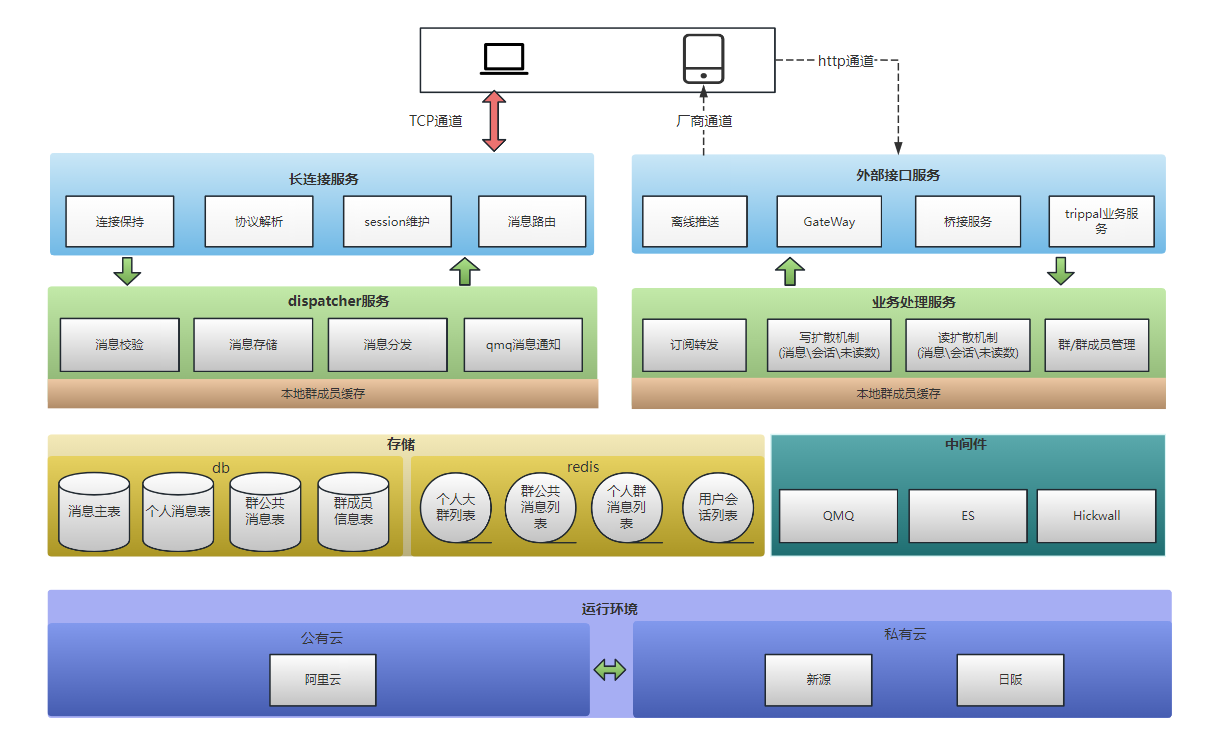 http通道
TCP通道
厂商通道
长连接服务
连接保持
协议解析
session维护
消息路由
外部接口服务
离线推送
GateWay
桥接服务
trippal业务服
务
dispatcher服务
消息校验
消息存储
消息分发
qmq消息通知
本地群成员缓存
业务处理服务
订阅转发
写扩散机制
(消息\会话\未读数)
读扩散机制
(消息\会话\未读数)
群/群成员管理
本地群成员缓存
存储
db
消息主表
个人消息表
群公共
消息表
群成员
信息表
redis
个人大
群列表
群公共
消息列
表
个人群
消息列
表
用户会
话列表
中间件
QMQ
ES
Hickwall
运行环境
公有云
阿里云
私有云
新源
日阪